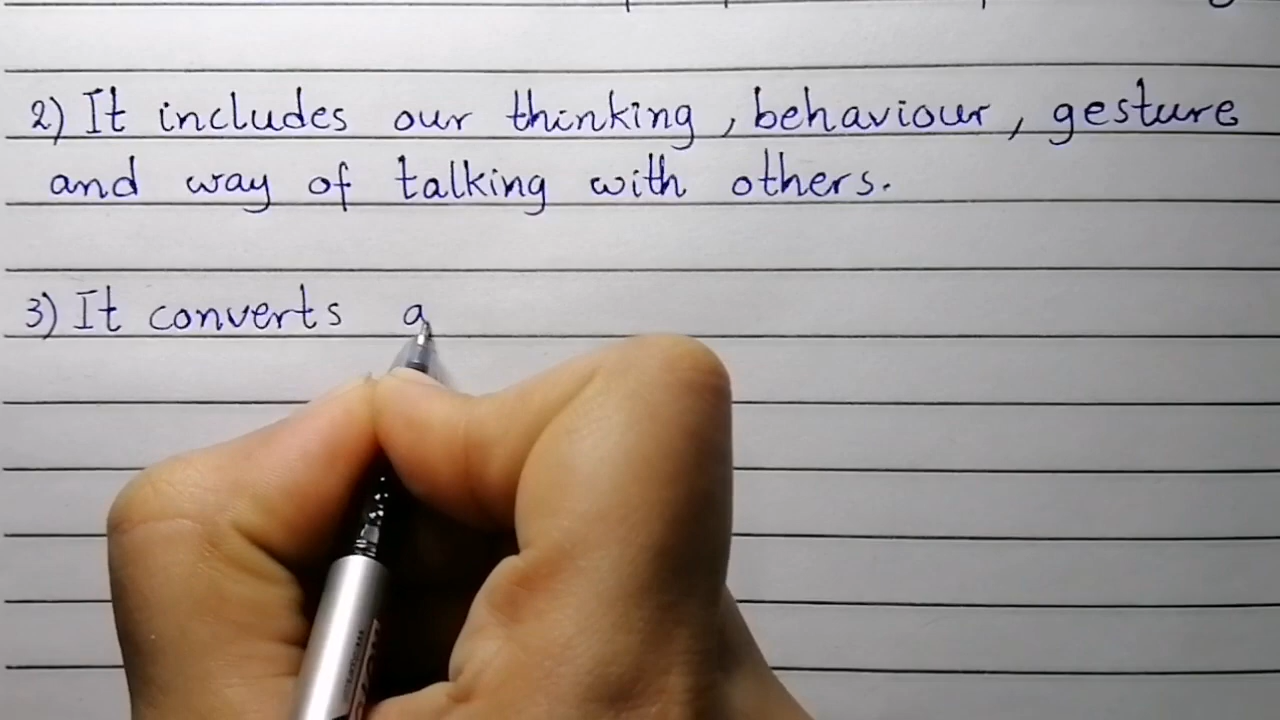 2) It includes our thinking, behaviour, gesture
and way of talking with others.
3) It converts a